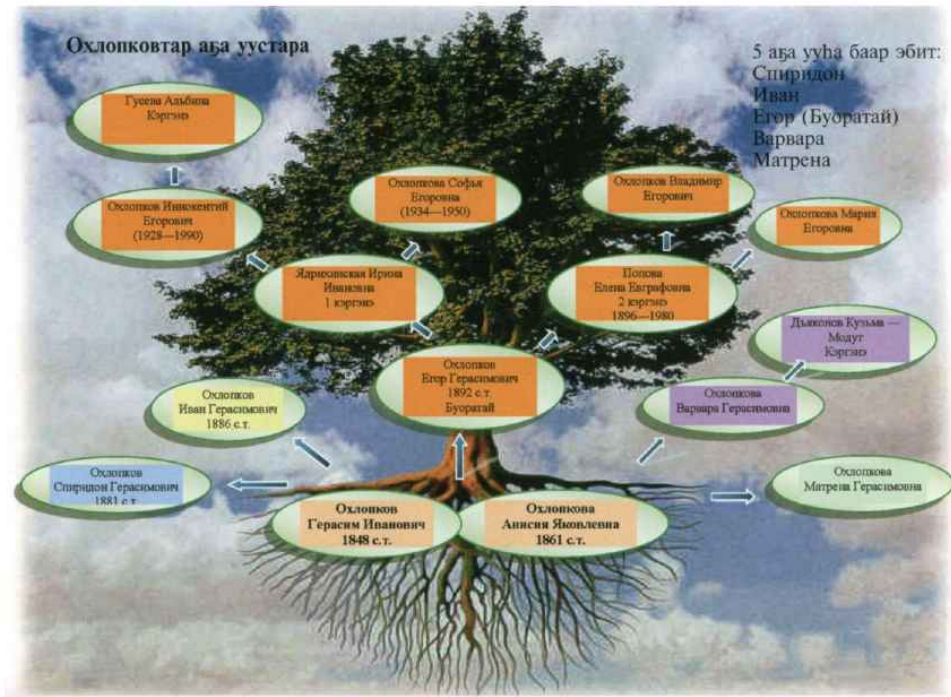 Охлопковтар аҕа уустара
5 аҕа ууһа баар эбит:
Спиридон
Иван
Егор (Буоратай)
Варвара
Матрена
Гусева Альбина
Кэргэнэ
Охлопков Иннокентий
Егорович
(1928—1990)
Охлопкова Софья
Егоровна
(1934—1950)
Охлопков Владимир
Егорович
Охлопкова Мария
Егоровна
Ядрихинская Ирина
Ивановна
1 кэргэнэ
Попова
Елена Евграфовна
2 кэргэнэ
1896—1980
Дьяконов Кузьма —
Модут
Кэргэнэ
Охлопков
Егор Герасимович
1892 с.т.
Буоратай
Охлопков
Иван Герасимович
1886 с.т.
Охлопкова
Варвара Герасимовна
Охлопков
Спиридон Герасимович
1881 с.т.
Охлопкова
Матрена Герасимовна
Охлопков
Герасим Иванович
1848 с.т.
Охлопкова
Анисия Яковлевна
1861 с.т.